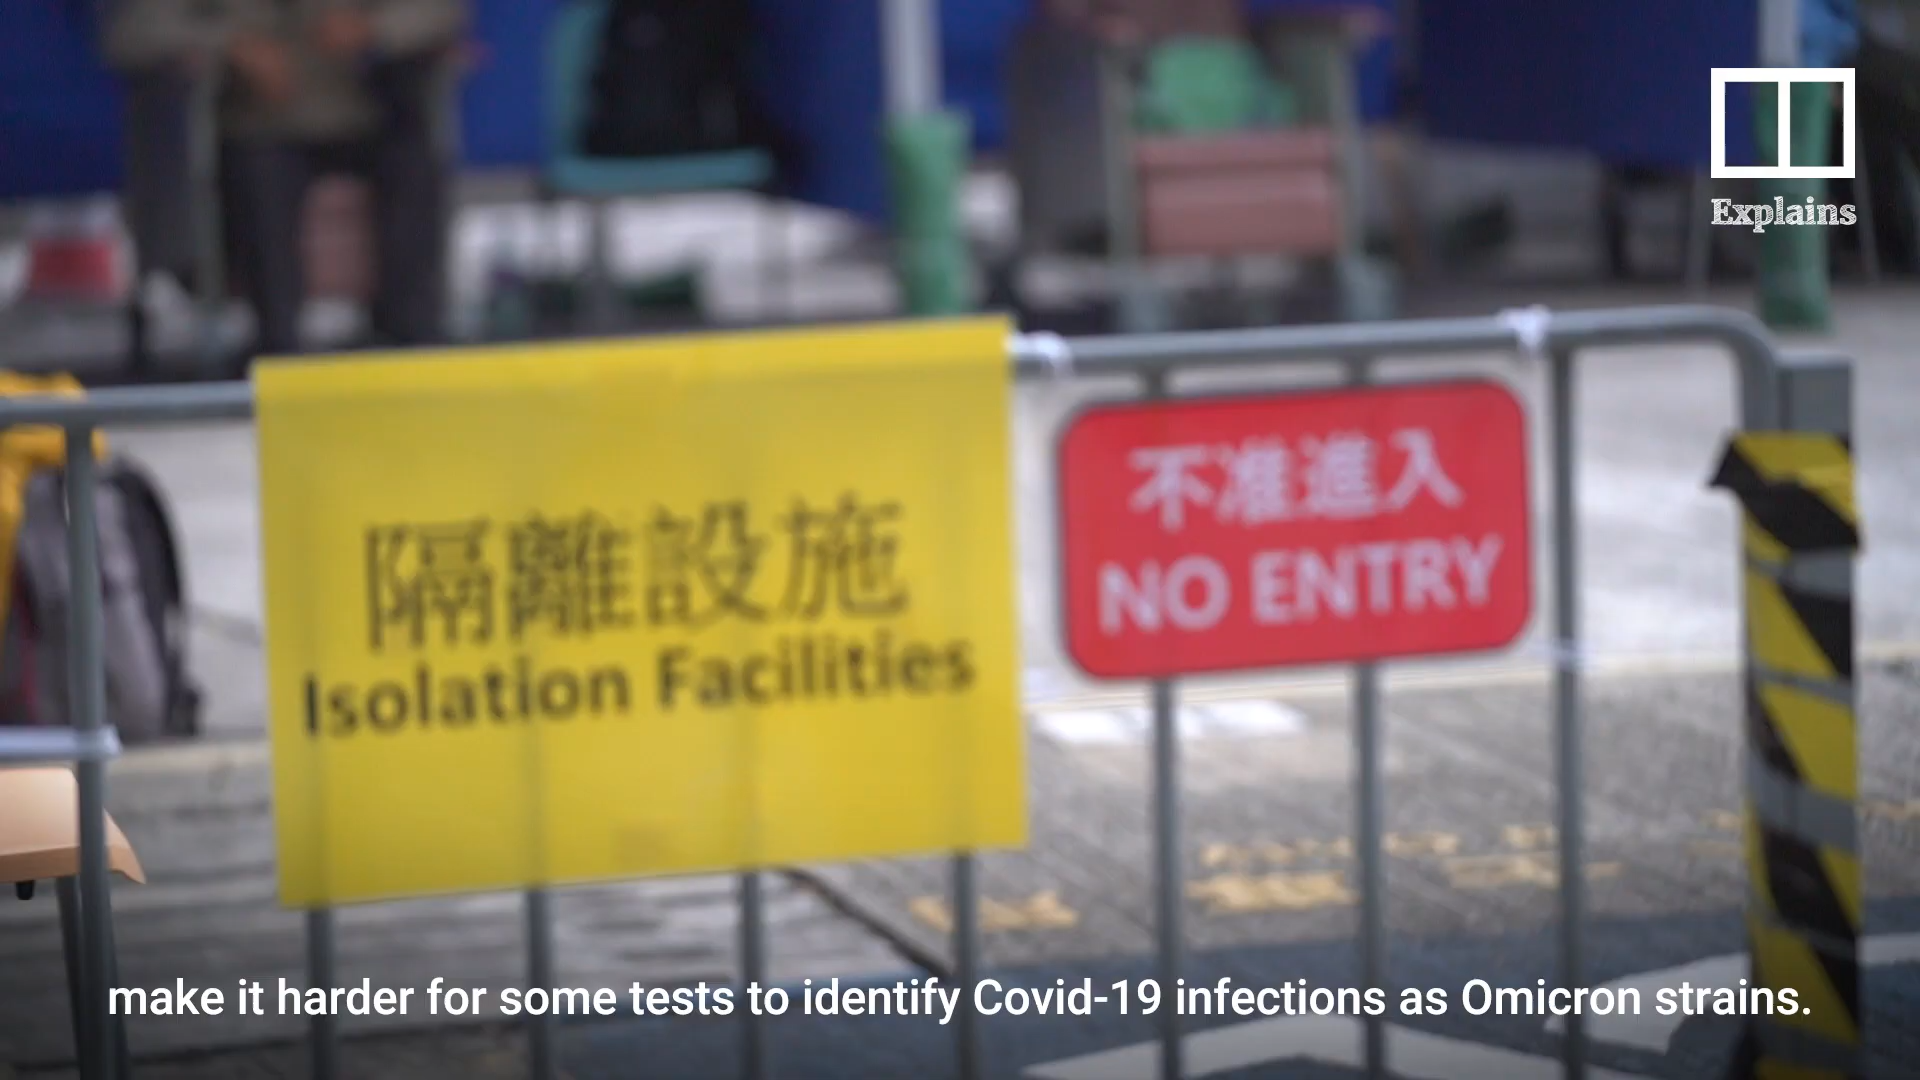 Explains
隔離設施
Isolation Facilities
不准進入
NO ENTRY
make it harder for some tests to identify Covid-19 infections as Omicron strains.